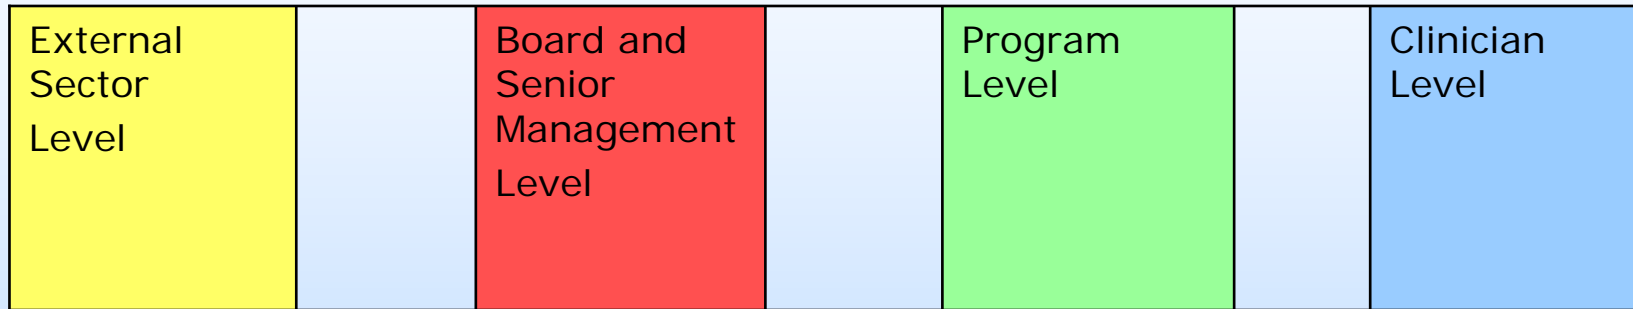 External
Sector
Level
Board and
Senior
Management
Level
Program
Level
Clinician
Level